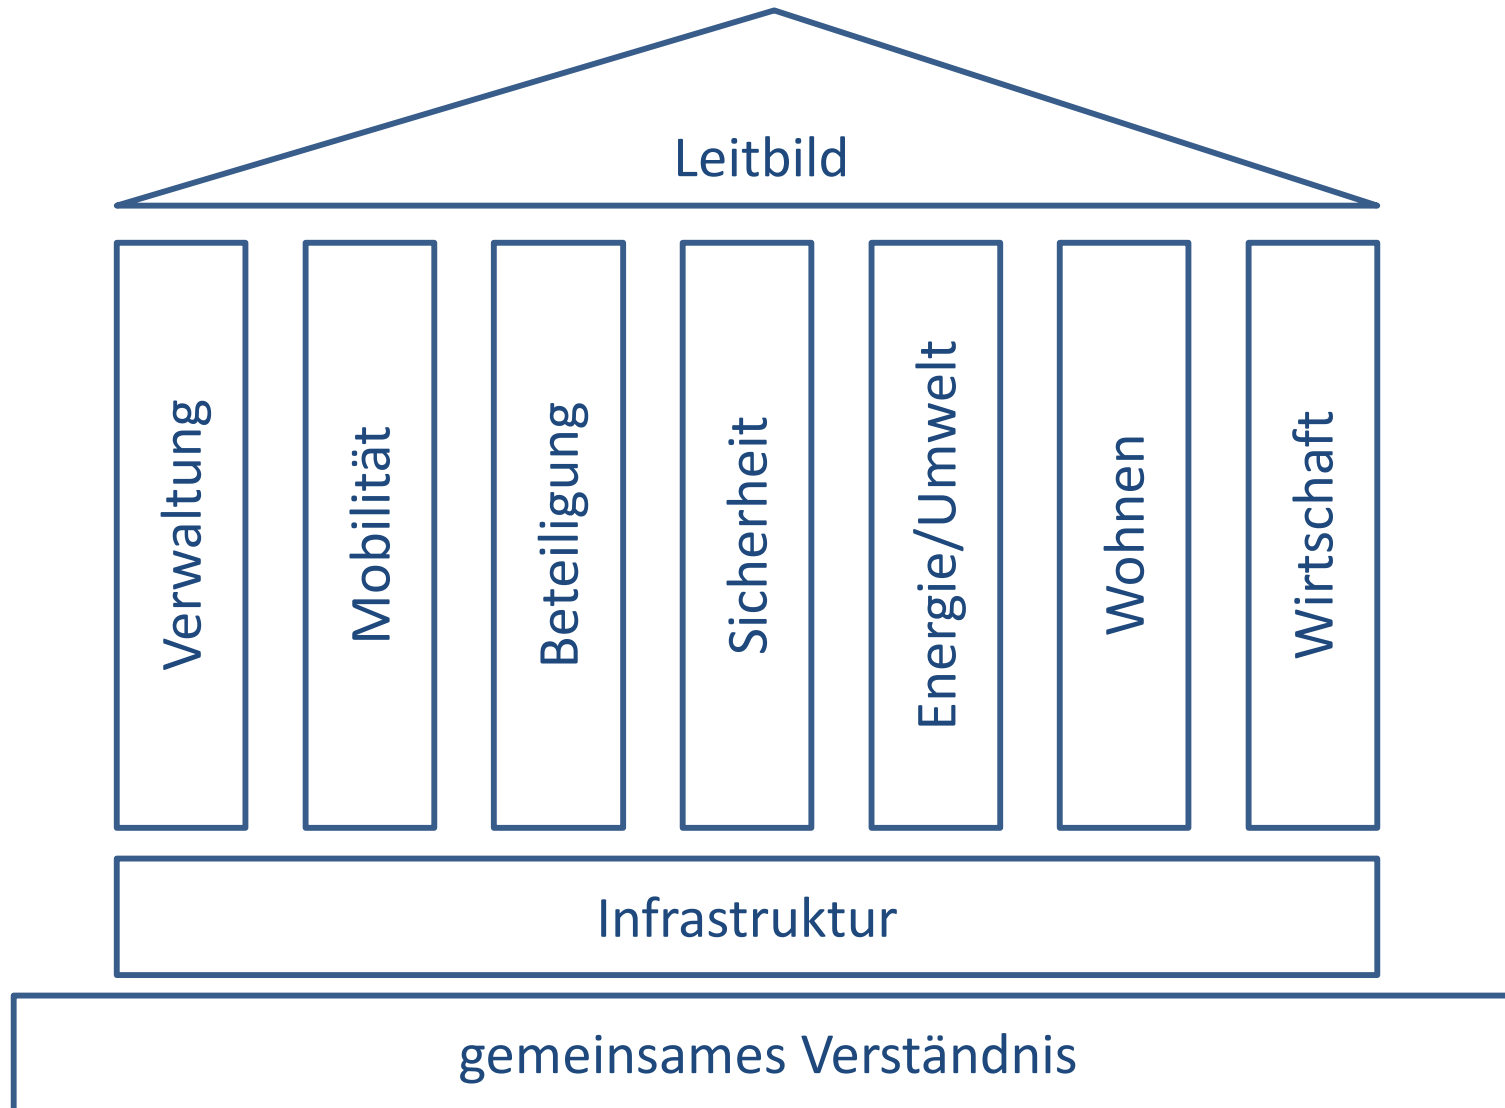 Leitbild
Verwaltung
Mobilität
Beteiligung
Sicherheit
Energie/Umwelt
Wohnen
Wirtschaft
Infrastruktur
gemeinsames Verständnis